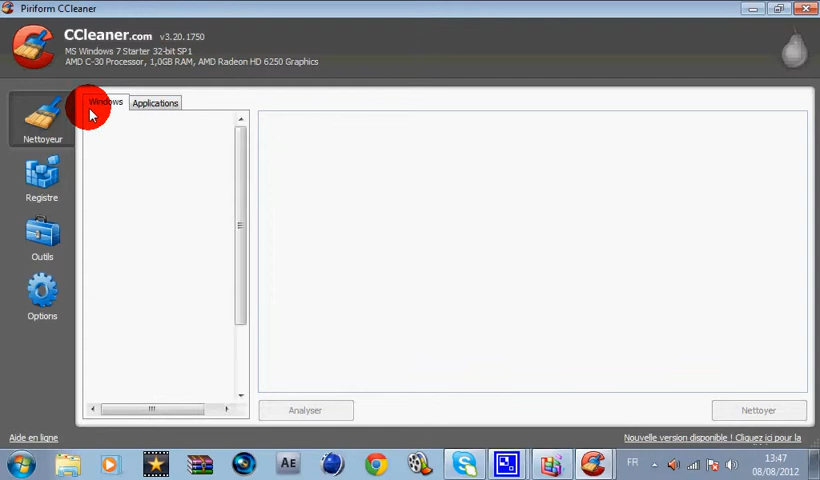 Piriform CCleaner
CCleaner.com v3.20.1750
MS Windows 7 Starter 32-bit SP1
AMD C-30 Processor, 1,0GB RAM, AMD Radeon HD 6250 Graphics
Windows Applications
Nettoyeur
Registre
Outils
Options
Analyser
Nettoyer
Aide en ligne
Nouvelle version disponible ! Cliquez ici pour la
AE
FR
13:47
08/08/2012